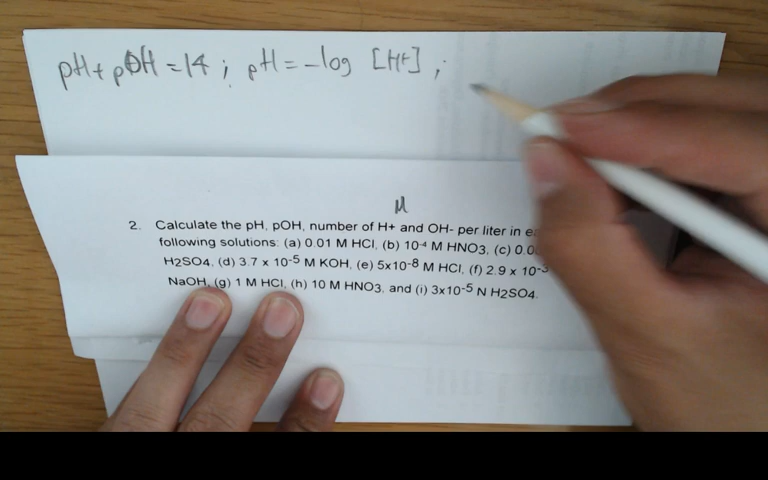 pH + pOH = 14 ; pH = -log [H+] ;
M
2. Calculate the pH, pOH, number of H+ and OH- per liter in
following solutions: (a) 0.01 M HCl, (b) 10-4 M HNO3, (c)
H2SO4, (d) 3.7 x 10-5 M KOH, (e) 5x10-8 M HCl, (f) 2.9 x 10-3
NaOH, (g) 1 M HCl, (h) 10 M HNO3, and (i) 3x10-5 N H2SO4.